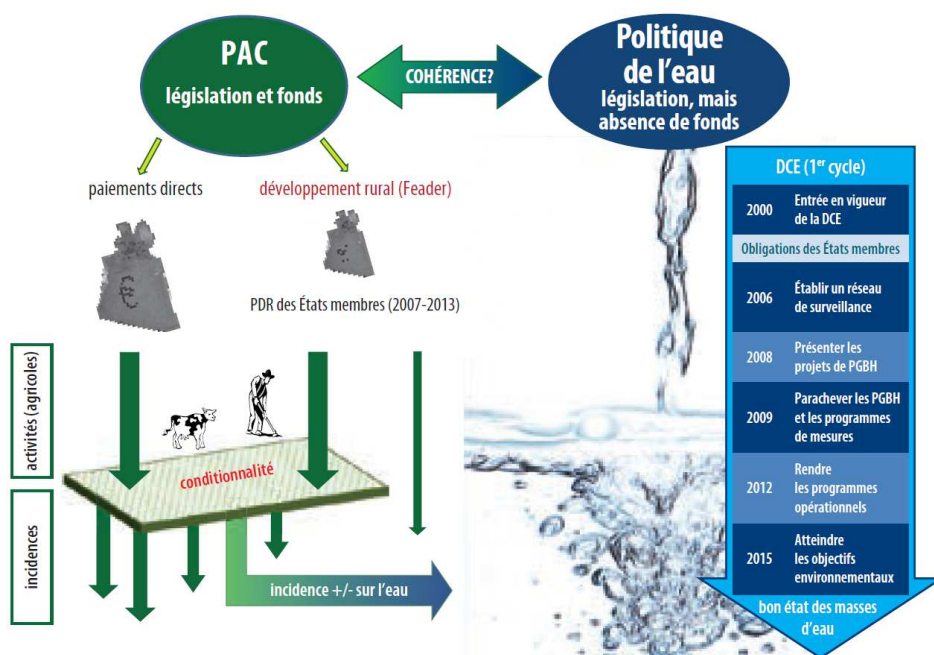 PAC
législation et fonds
COHÉRENCE?
Politique
de l'eau
législation, mais
absence de fonds
paiements directs
développement rural (Feader)
€
PDR des États membres (2007-2013)
activités (agricoles)
incidences
conditionnalité
incidence +/- sur l'eau
DCE (1er cycle)
2000 Entrée en vigueur
de la DCE
Obligations des États membres
2006 Établir un réseau
de surveillance
2008 Présenter les
projets de PGBH
2009 Parachever les PGBH
et les programmes
de mesures
2012 Rendre
les programmes
opérationnels
2015 Atteindre
les objectifs
environnementaux
bon état des masses
d'eau